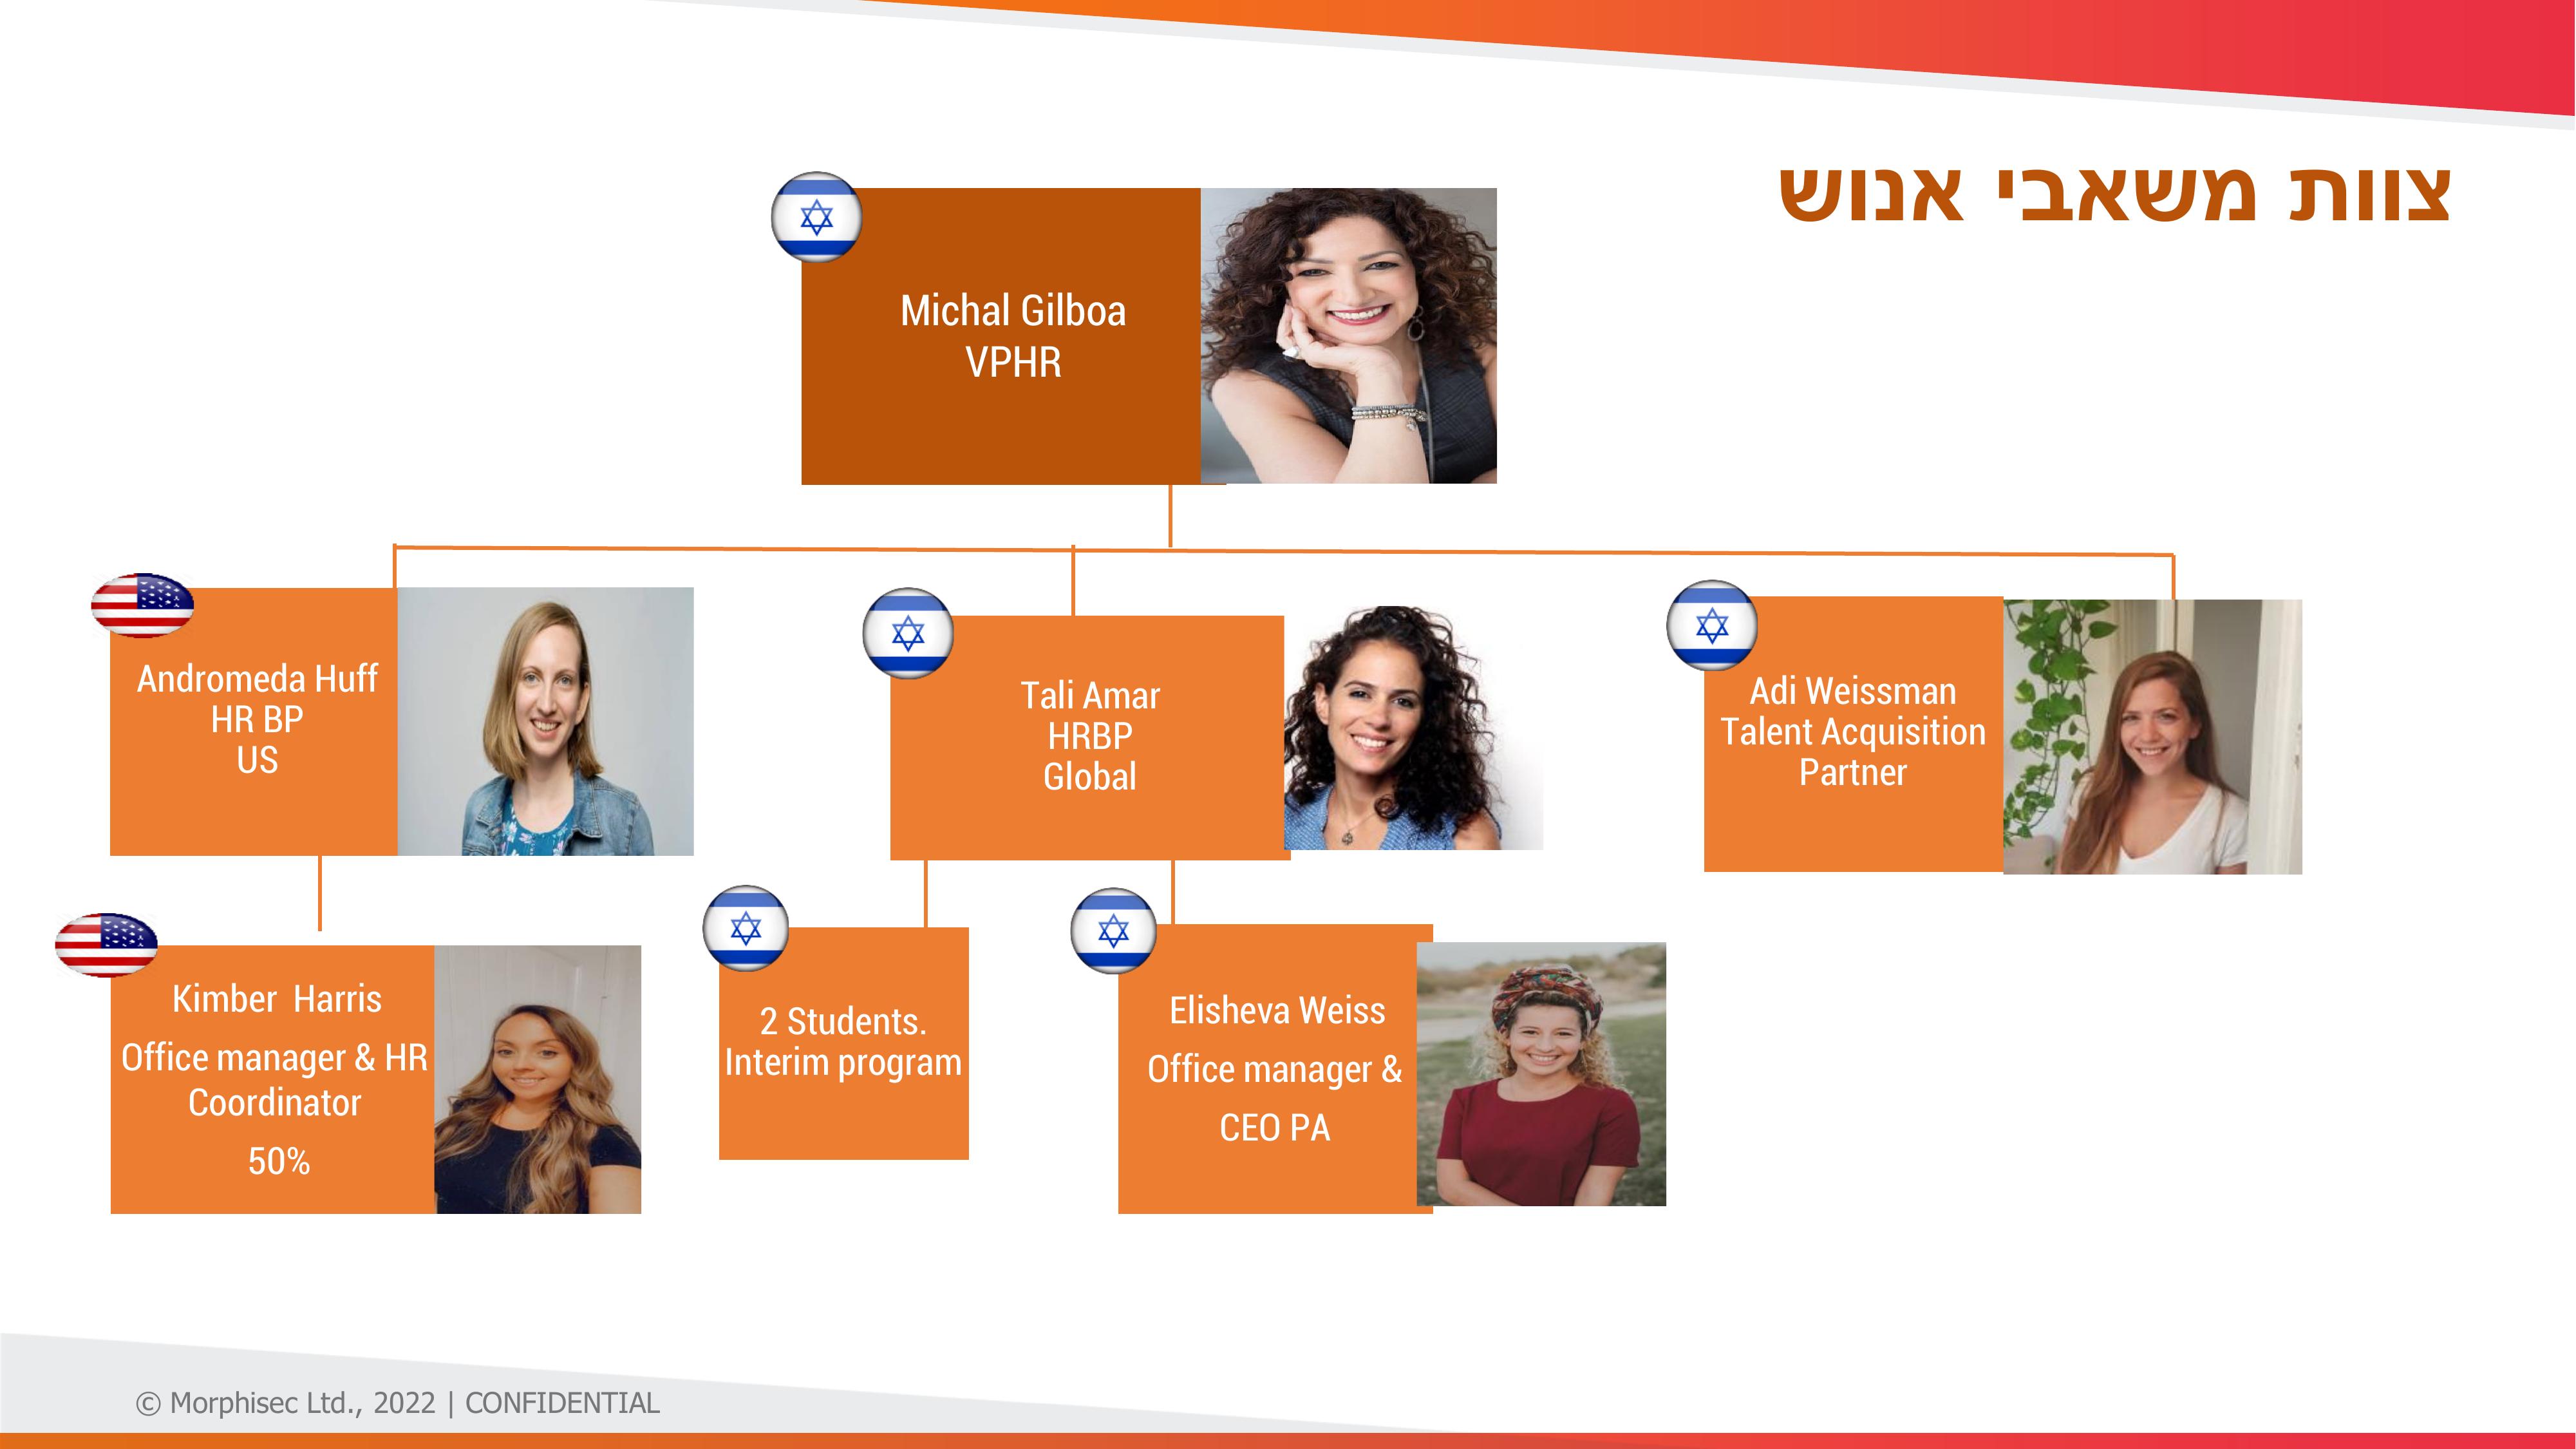 צוות משאבי אנוש
Michal Gilboa
VPHR
Andromeda Huff
HR BP
US
Tali Amar
HRBP
Global
Adi Weissman
Talent Acquisition
Partner
Kimber  Harris
Office manager & HR
Coordinator
50%
2 Students.
Interim program
Elisheva Weiss
Office manager &
CEO PA
© Morphisec Ltd., 2022 | CONFIDENTIAL